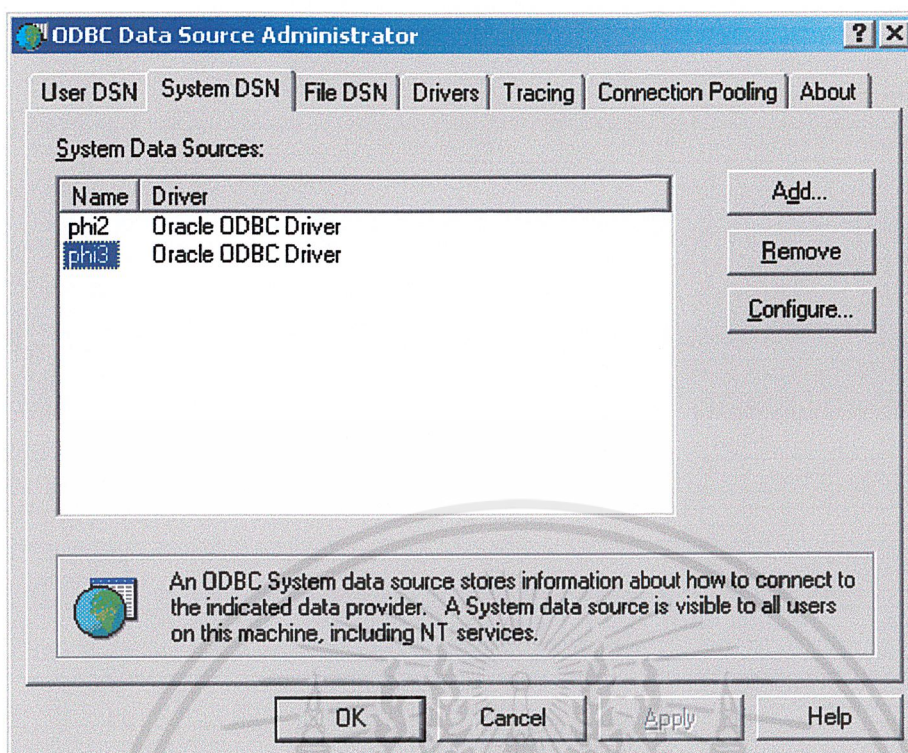 ODBC Data Source Administrator
User DSN System DSN File DSN Drivers Tracing Connection Pooling About
System Data Sources:
Name Driver
phi2 Oracle ODBC Driver
phi3 Oracle ODBC Driver
Add...
Remove
Configure...
An ODBC System data source stores information about how to connect to
the indicated data provider. A System data source is visible to all users
on this machine, including NT services.
OK Cancel Apply Help